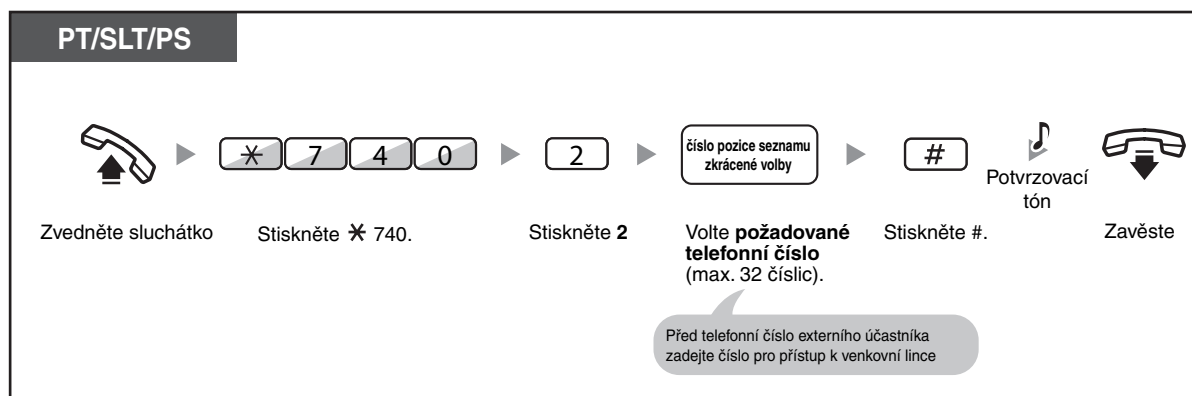 PT/SLT/PS
✳ 7 4 0
2
číslo pozice seznamu
zkrácené volby
#
Potvrzovací
tón
Zvedněte sluchátko
Stiskněte ✳ 740.
Stiskněte 2
Volte požadované
telefonní číslo
(max. 32 číslic).
Stiskněte #.
Zavěste
Před telefonní číslo externího účastníka
zadejte číslo pro přístup k venkovní lince